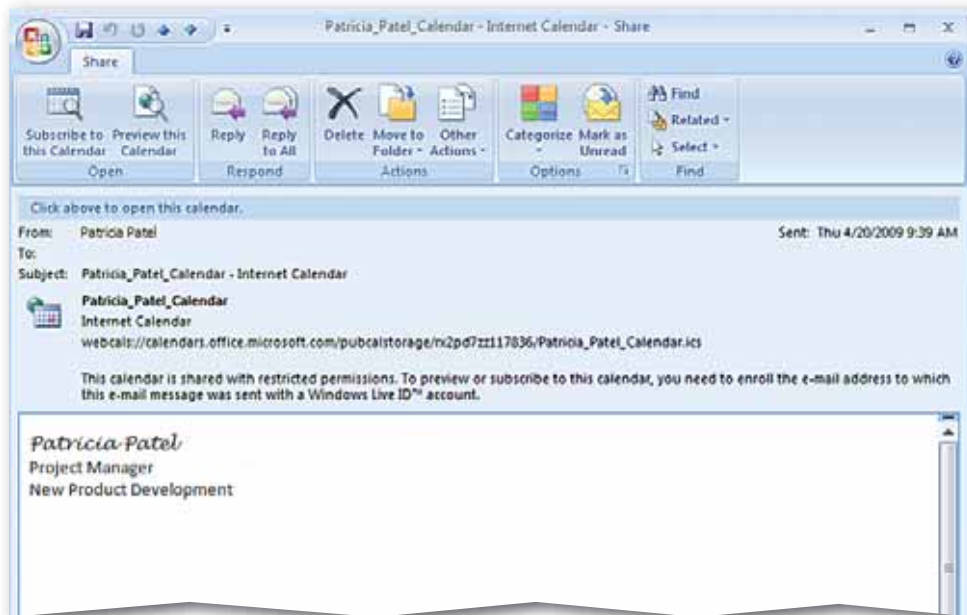 Patricia_Patel_Calendar - Internet Calendar - Share
Share
Subscribe to this Calendar
Preview this Calendar
Open
Reply
Reply to All
Respond
Delete
Move to Folder
Other Actions
Actions
Categorize
Mark as Unread
Options
Find
Related
Select
Find
Click above to open this calendar.
From: Patricia Patel
Sent: Thu 4/20/2009 9:39 AM
To:
Subject: Patricia_Patel_Calendar - Internet Calendar
Patricia_Patel_Calendar
Internet Calendar
webcals://calendars.office.microsoft.com/pubcalstorage/rx2pd7zz117836/Patricia_Patel_Calendar.ics
This calendar is shared with restricted permissions. To preview or subscribe to this calendar, you need to enroll the e-mail address to which
this e-mail message was sent with a Windows Live ID™ account.
Patricia Patel
Project Manager
New Product Development